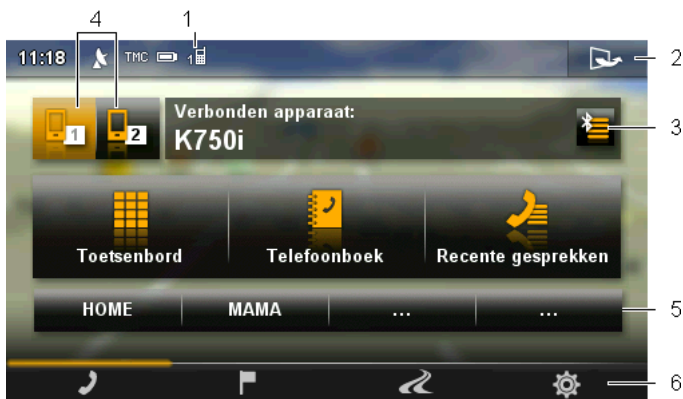 4 1
11:18 TMC 1 2
1 2 Verbonden apparaat: 3
K750i
Toetsenbord Telefoonboek Recente gesprekken
HOME MAMA ... ... 5
6